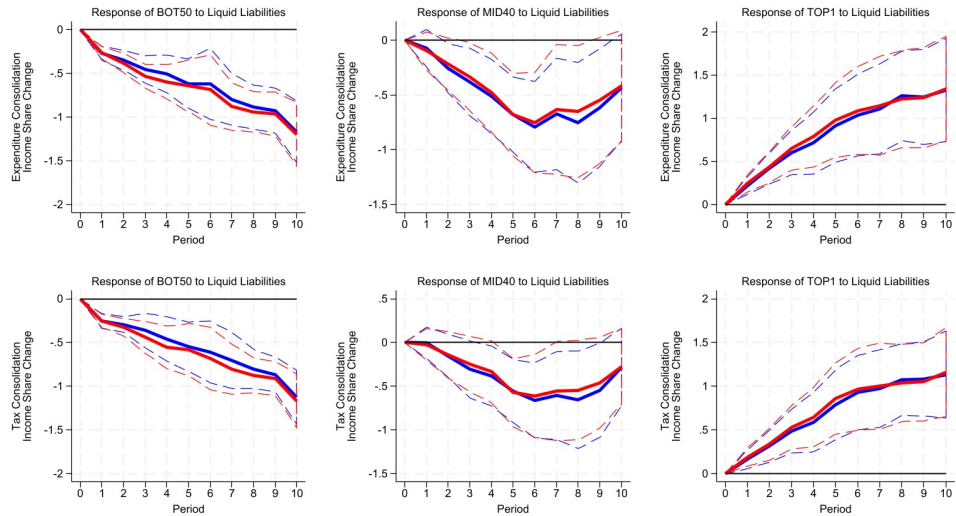 Response of BOT50 to Liquid Liabilities
Expenditure Consolidation
Income Share Change
0
-.5
-1
-1.5
-2
0 1 2 3 4 5 6 7 8 9 10
Period
Response of MID40 to Liquid Liabilities
Expenditure Consolidation
Income Share Change
.5
0
-.5
-1
-1.5
0 1 2 3 4 5 6 7 8 9 10
Period
Response of TOP1 to Liquid Liabilities
Expenditure Consolidation
Income Share Change
2
1.5
1
.5
0
0 1 2 3 4 5 6 7 8 9 10
Period
Response of BOT50 to Liquid Liabilities
Tax Consolidation
Income Share Change
0
-.5
-1
-1.5
-2
0 1 2 3 4 5 6 7 8 9 10
Period
Response of MID40 to Liquid Liabilities
Tax Consolidation
Income Share Change
.5
0
-.5
-1
-1.5
0 1 2 3 4 5 6 7 8 9 10
Period
Response of TOP1 to Liquid Liabilities
Tax Consolidation
Income Share Change
2
1.5
1
.5
0
0 1 2 3 4 5 6 7 8 9 10
Period